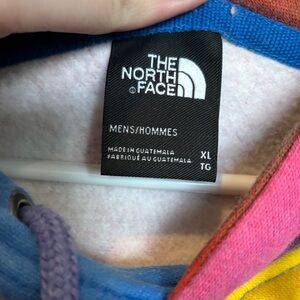 THE
NORTH
FACE
MENS/HOMMES
MADE IN GUATEMALA XL
FABRIQUÉ AU GUATEMALA TG